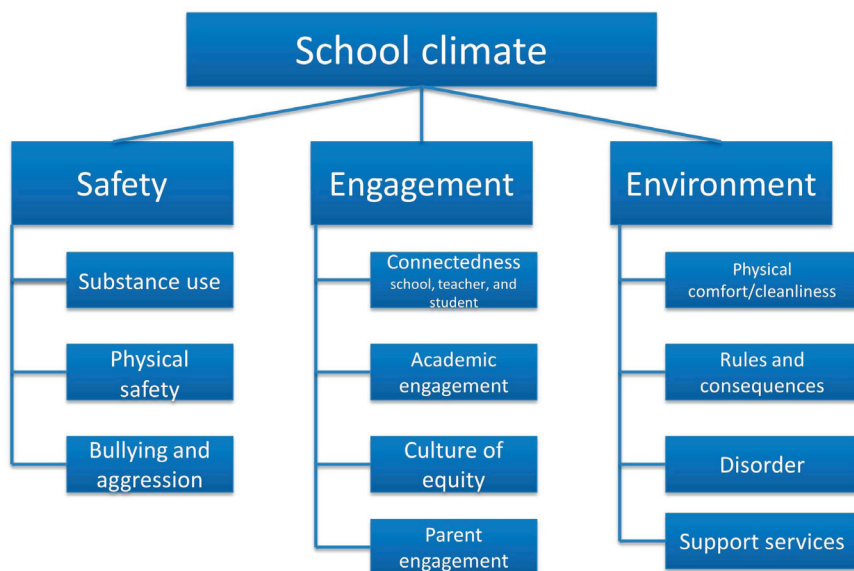 School climate
Safety
Substance use
Physical
safety
Bullying and
aggression
Engagement
Connectedness
school, teacher, and
student
Academic
engagement
Culture of
equity
Parent
engagement
Environment
Physical
comfort/cleanliness
Rules and
consequences
Disorder
Support services